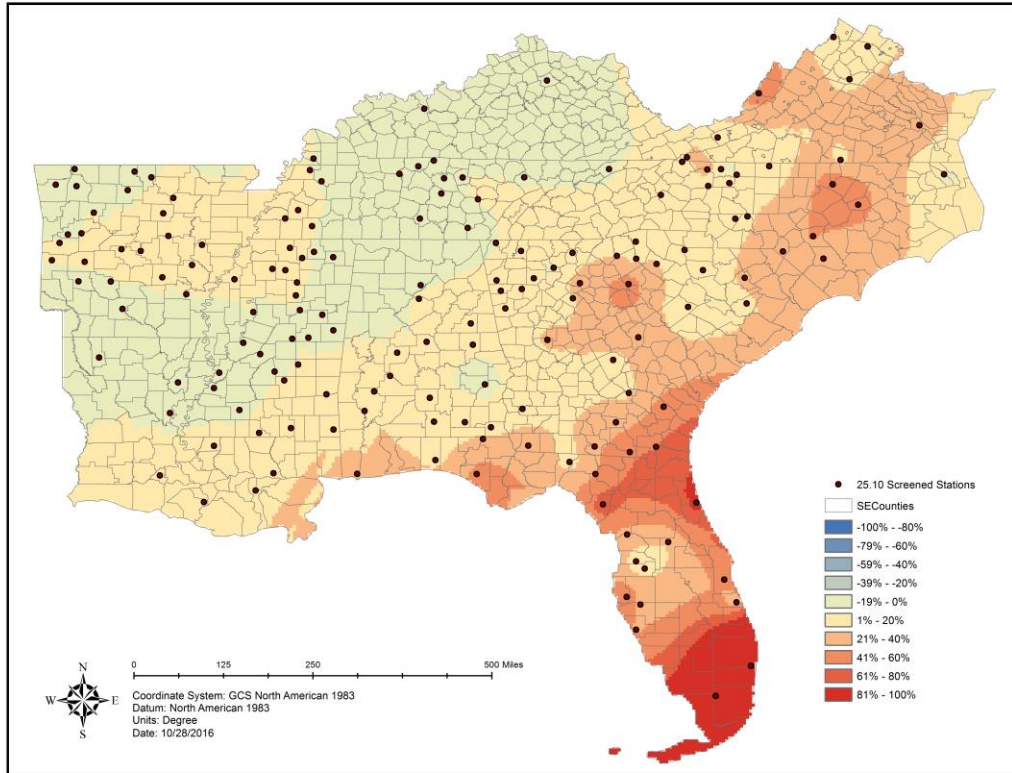 25.10 Screened Stations
SECounties
-100% - -80%
-79% - -60%
-59% - -40%
-39% - -20%
-19% - 0%
1% - 20%
21% - 40%
41% - 60%
61% - 80%
81% - 100%
0 125 250 500 Miles
N
W E
S
Coordinate System: GCS North American 1983
Datum: North American 1983
Units: Degree
Date: 10/28/2016